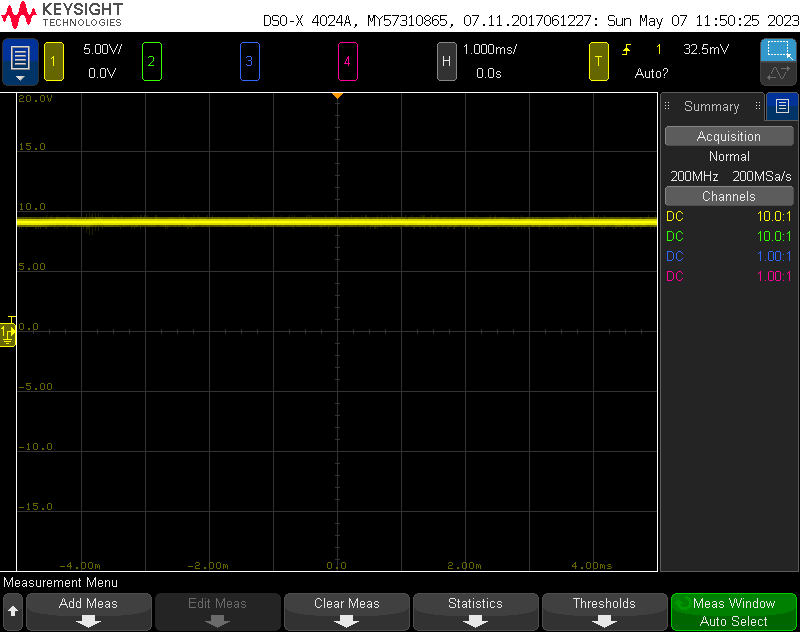 KEYSIGHT
TECHNOLOGIES
DSO-X 4024A, MY57310865, 07.11.2017061227: Sun May 07 11:50:25 2023
1 5.00V/ 2 3 4 H 1.000ms/ T 1 32.5mV
0.0V 0.0s Auto?
20.0V
15.0
10.0
5.00
T
1
0.0
-5.00
-10.0
-15.0
-4.00m -2.00m 0.0 2.00m 4.00ms
Summary
Acquisition
Normal
200MHz 200MSa/s
Channels
DC 10.0:1
DC 10.0:1
DC 1.00:1
DC 1.00:1
Measurement Menu
Add Meas Edit Meas Clear Meas Statistics Thresholds Meas Window
Auto Select